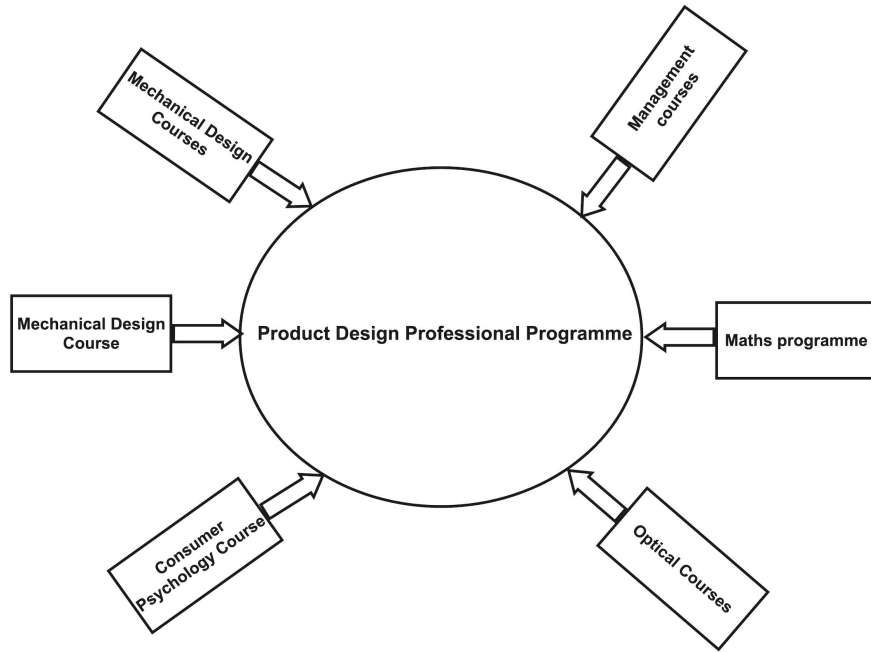 Mechanical Design
Courses
Management
courses
Mechanical Design
Course
Product Design Professional Programme
Maths programme
Consumer
Psychology Course
Optical Courses